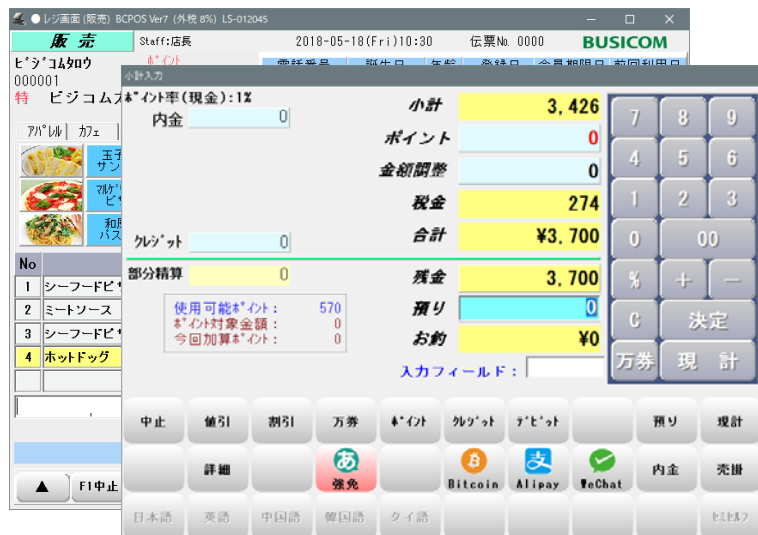 レジ画面 (販売) BCPOS Ver7 (外税 8%) LS-012045
販売 Staff:店長 2018-05-18(Fri)10:30 伝票No. 0000 BUSICOM
ﾋﾞｼﾞｺﾑﾀﾛｳ ﾎﾟｲﾝﾄ
000001
特 ビジコム
小計入力
ﾎﾟｲﾝﾄ率(現金):1%
内金 0
小計 3,426
ポイント 0
金額調整 0
税金 274
クレジット 0
合計 ¥3,700
部分精算 0
残金 3,700
使用可能ﾎﾟｲﾝﾄ: 570
ﾎﾟｲﾝﾄ対象金額: 0
今回加算ﾎﾟｲﾝﾄ: 0
預り 0
お釣 ¥0
入力フィールド:
7 8 9
4 5 6
1 2 3
0 00
% + −
C 決定
万券 現計
ｱﾊﾟﾚﾙ ｶﾌｪ
玉子
サン
ﾏﾙｹﾞﾘ
ピ
和風
パス
No
1 シーフードピ
2 ミートソース
3 シーフードピ
4 ホットドッグ
▲ F1中止
中止 値引 割引 万券 ﾎﾟｲﾝﾄ ｸﾚｼﾞｯﾄ ﾃﾞﾋﾞｯﾄ 預り 現計
詳細 あ 強免 Bitcoin 支 Alipay WeChat 内金 売掛
日本語 英語 中国語 韓国語 タイ語 ｾﾐｾﾙﾌ